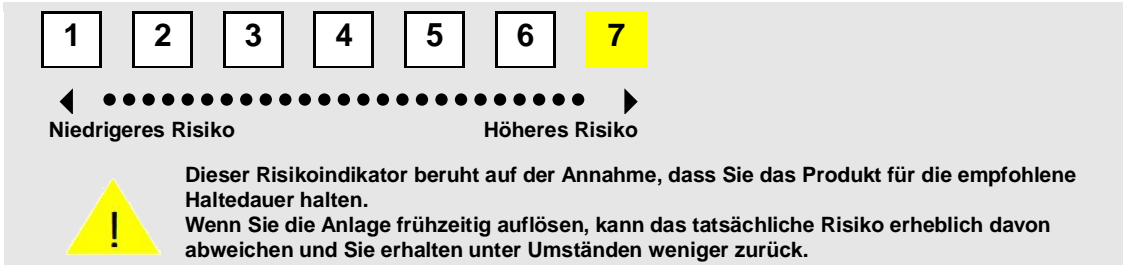 1 2 3 4 5 6 7
Niedrigeres Risiko Höheres Risiko
Dieser Risikoindikator beruht auf der Annahme, dass Sie das Produkt für die empfohlene
Haltedauer halten.
Wenn Sie die Anlage frühzeitig auflösen, kann das tatsächliche Risiko erheblich davon
abweichen und Sie erhalten unter Umständen weniger zurück.
!